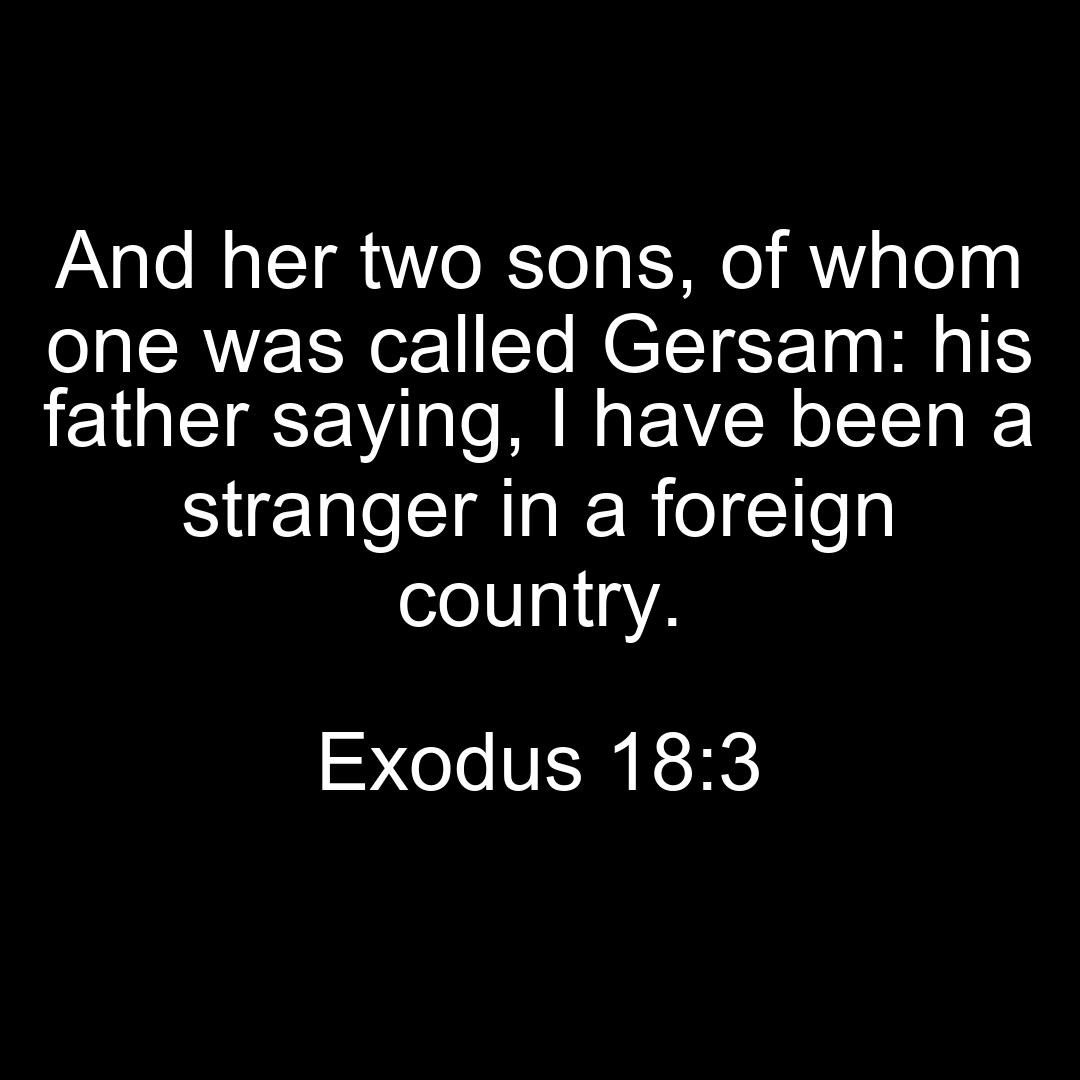 And her two sons, of whom
one was called Gersam: his
father saying, I have been a
stranger in a foreign
country.
Exodus 18:3